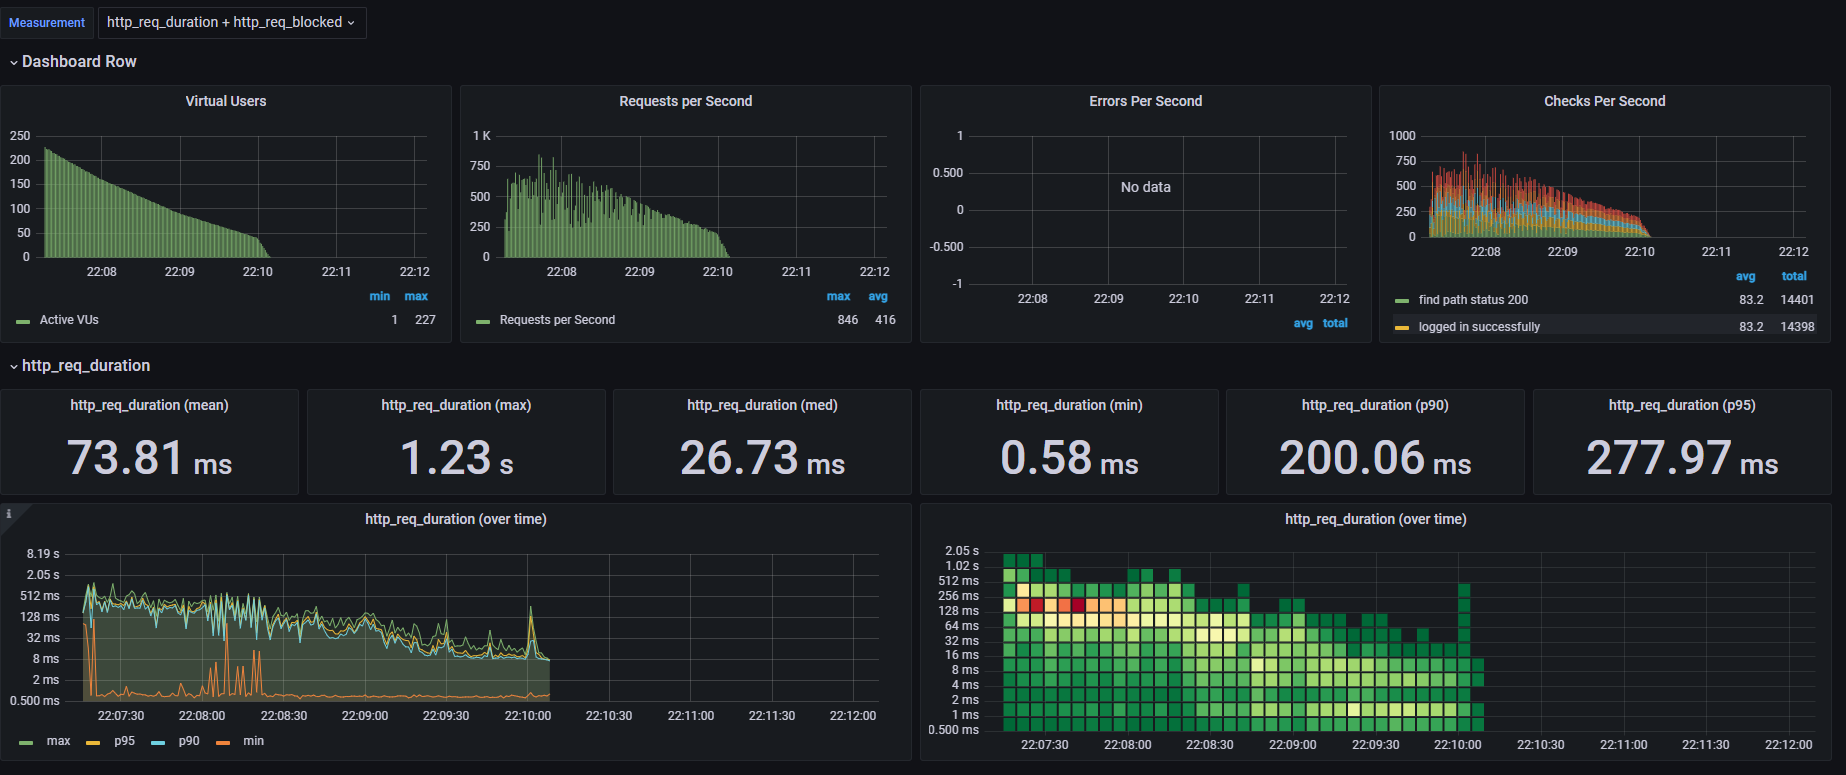 Measurement http_req_duration + http_req_blocked
Dashboard Row
Virtual Users
250
200
150
100
50
0
22:08 22:09 22:10 22:11 22:12
min max
Active VUs 1 227
Requests per Second
1 K
750
500
250
0
22:08 22:09 22:10 22:11 22:12
max avg
Requests per Second 846 416
Errors Per Second
1
0.500
0
-0.500
-1
No data
22:08 22:09 22:10 22:11 22:12
avg total
Checks Per Second
1000
750
500
250
0
22:08 22:09 22:10 22:11 22:12
avg total
find path status 200 83.2 14401
logged in successfully 83.2 14398
http_req_duration
http_req_duration (mean)
73.81 ms
http_req_duration (max)
1.23 s
http_req_duration (med)
26.73 ms
http_req_duration (min)
0.58 ms
http_req_duration (p90)
200.06 ms
http_req_duration (p95)
277.97 ms
i
http_req_duration (over time)
8.19 s
2.05 s
512 ms
128 ms
32 ms
8 ms
2 ms
0.500 ms
22:07:30 22:08:00 22:08:30 22:09:00 22:09:30 22:10:00 22:10:30 22:11:00 22:11:30 22:12:00
max p95 p90 min
http_req_duration (over time)
2.05 s
1.02 s
512 ms
256 ms
128 ms
64 ms
32 ms
16 ms
8 ms
4 ms
2 ms
1 ms
0.500 ms
22:07:30 22:08:00 22:08:30 22:09:00 22:09:30 22:10:00 22:10:30 22:11:00 22:11:30 22:12:00